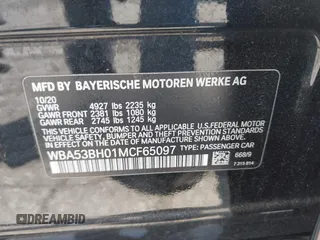 MFD BY BAYERISCHE MOTOREN WERKE AG
10/20
GVWR 4927 lbs 2235 kg
GAWR FRONT 2381 lbs 1080 kg
GAWR REAR 2745 lbs 1245 kg
THIS VEHICLE CONFORMS TO ALL APPLICABLE FEDERAL MOTOR
VEHICLE SAFETY, BUMPER, AND THEFT PREVENTION STANDARDS IN
EFFECT ON THE DATE OF MANUFACTURE SHOWN ABOVE.
WBA53BH01MCF65097 TYPE: PASSENGER CAR
668/9
DREAMBID